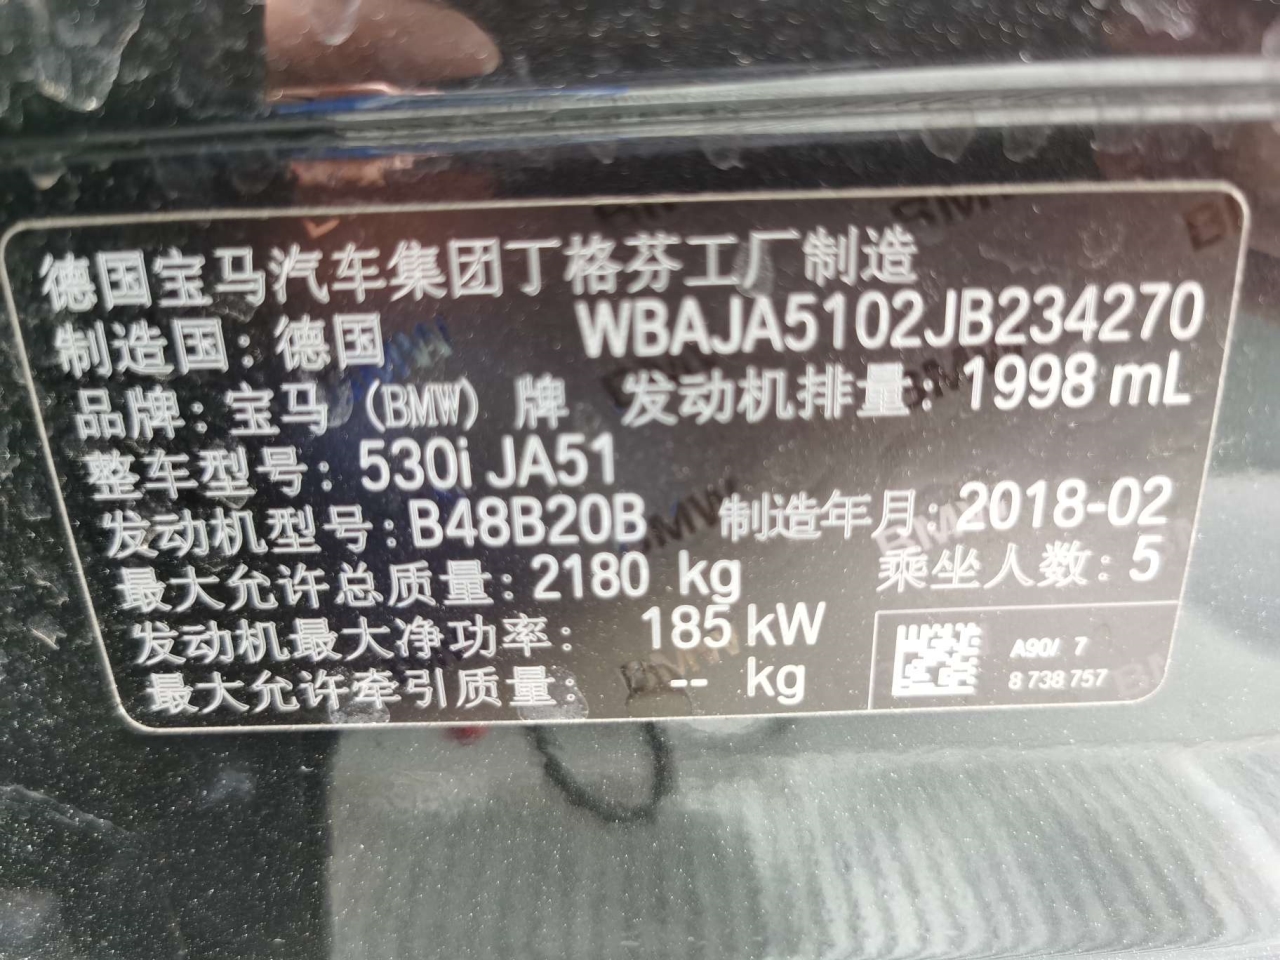 德国宝马汽车集团丁格芬工厂制造
制造国：德国 WBAJA5102JB234270
品牌：宝马（BMW）牌 发动机排量：1998 mL
整车型号：530i JA51
发动机型号：B48B20B 制造年月：2018-02
最大允许总质量：2180 kg 乘坐人数：5
发动机最大净功率： 185 kW
最大允许牵引质量： -- kg
A90/ 7
8 738 757